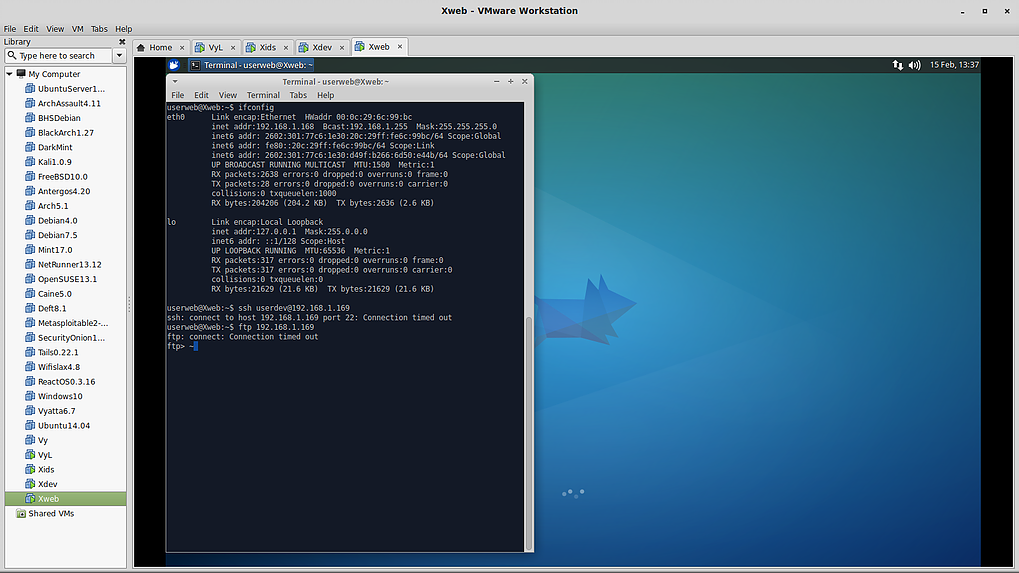 Xweb - VMware Workstation
File Edit View VM Tabs Help
Library
Type here to search
My Computer
UbuntuServer1...
ArchAssault4.11
BHSDebian
BlackArch1.27
DarkMint
Kali1.0.9
FreeBSD10.0
Antergos4.20
Arch5.1
Debian4.0
Debian7.5
Mint17.0
NetRunner13.12
OpenSUSE13.1
Caine5.0
Deft8.1
Metasploitable2-...
SecurityOnion1...
Tails0.22.1
Wifislax4.8
ReactOS0.3.16
Windows10
Vyatta6.7
Ubuntu14.04
Vy
VyL
Xids
Xdev
Xweb
Shared VMs
Home VyL Xids Xdev Xweb
Terminal - userweb@Xweb: ~
15 Feb, 13:37
Terminal - userweb@Xweb: ~
File Edit View Terminal Tabs Help
userweb@Xweb:~$ ifconfig
eth0 Link encap:Ethernet HWaddr 00:0c:29:6c:99:bc
inet addr:192.168.1.168 Bcast:192.168.1.255 Mask:255.255.255.0
inet6 addr: 2602:301:77c6:1e30:20c:29ff:fe6c:99bc/64 Scope:Global
inet6 addr: fe80::20c:29ff:fe6c:99bc/64 Scope:Link
inet6 addr: 2602:301:77c6:1e30:d49f:b266:6d50:e44b/64 Scope:Global
UP BROADCAST RUNNING MULTICAST MTU:1500 Metric:1
RX packets:2638 errors:0 dropped:0 overruns:0 frame:0
TX packets:28 errors:0 dropped:0 overruns:0 carrier:0
collisions:0 txqueuelen:1000
RX bytes:204206 (204.2 KB) TX bytes:2636 (2.6 KB)
lo Link encap:Local Loopback
inet addr:127.0.0.1 Mask:255.0.0.0
inet6 addr: ::1/128 Scope:Host
UP LOOPBACK RUNNING MTU:65536 Metric:1
RX packets:317 errors:0 dropped:0 overruns:0 frame:0
TX packets:317 errors:0 dropped:0 overruns:0 carrier:0
collisions:0 txqueuelen:0
RX bytes:21629 (21.6 KB) TX bytes:21629 (21.6 KB)
userweb@Xweb:~$ ssh userdev@192.168.1.169
ssh: connect to host 192.168.1.169 port 22: Connection timed out
userweb@Xweb:~$ ftp 192.168.1.169
ftp: connect: Connection timed out
ftp> ~